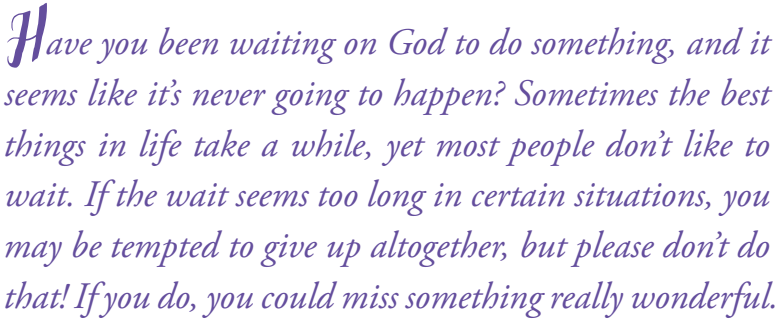 Have you been waiting on God to do something, and it
seems like it’s never going to happen? Sometimes the best
things in life take a while, yet most people don’t like to
wait. If the wait seems too long in certain situations, you
may be tempted to give up altogether, but please don’t do
that! If you do, you could miss something really wonderful.